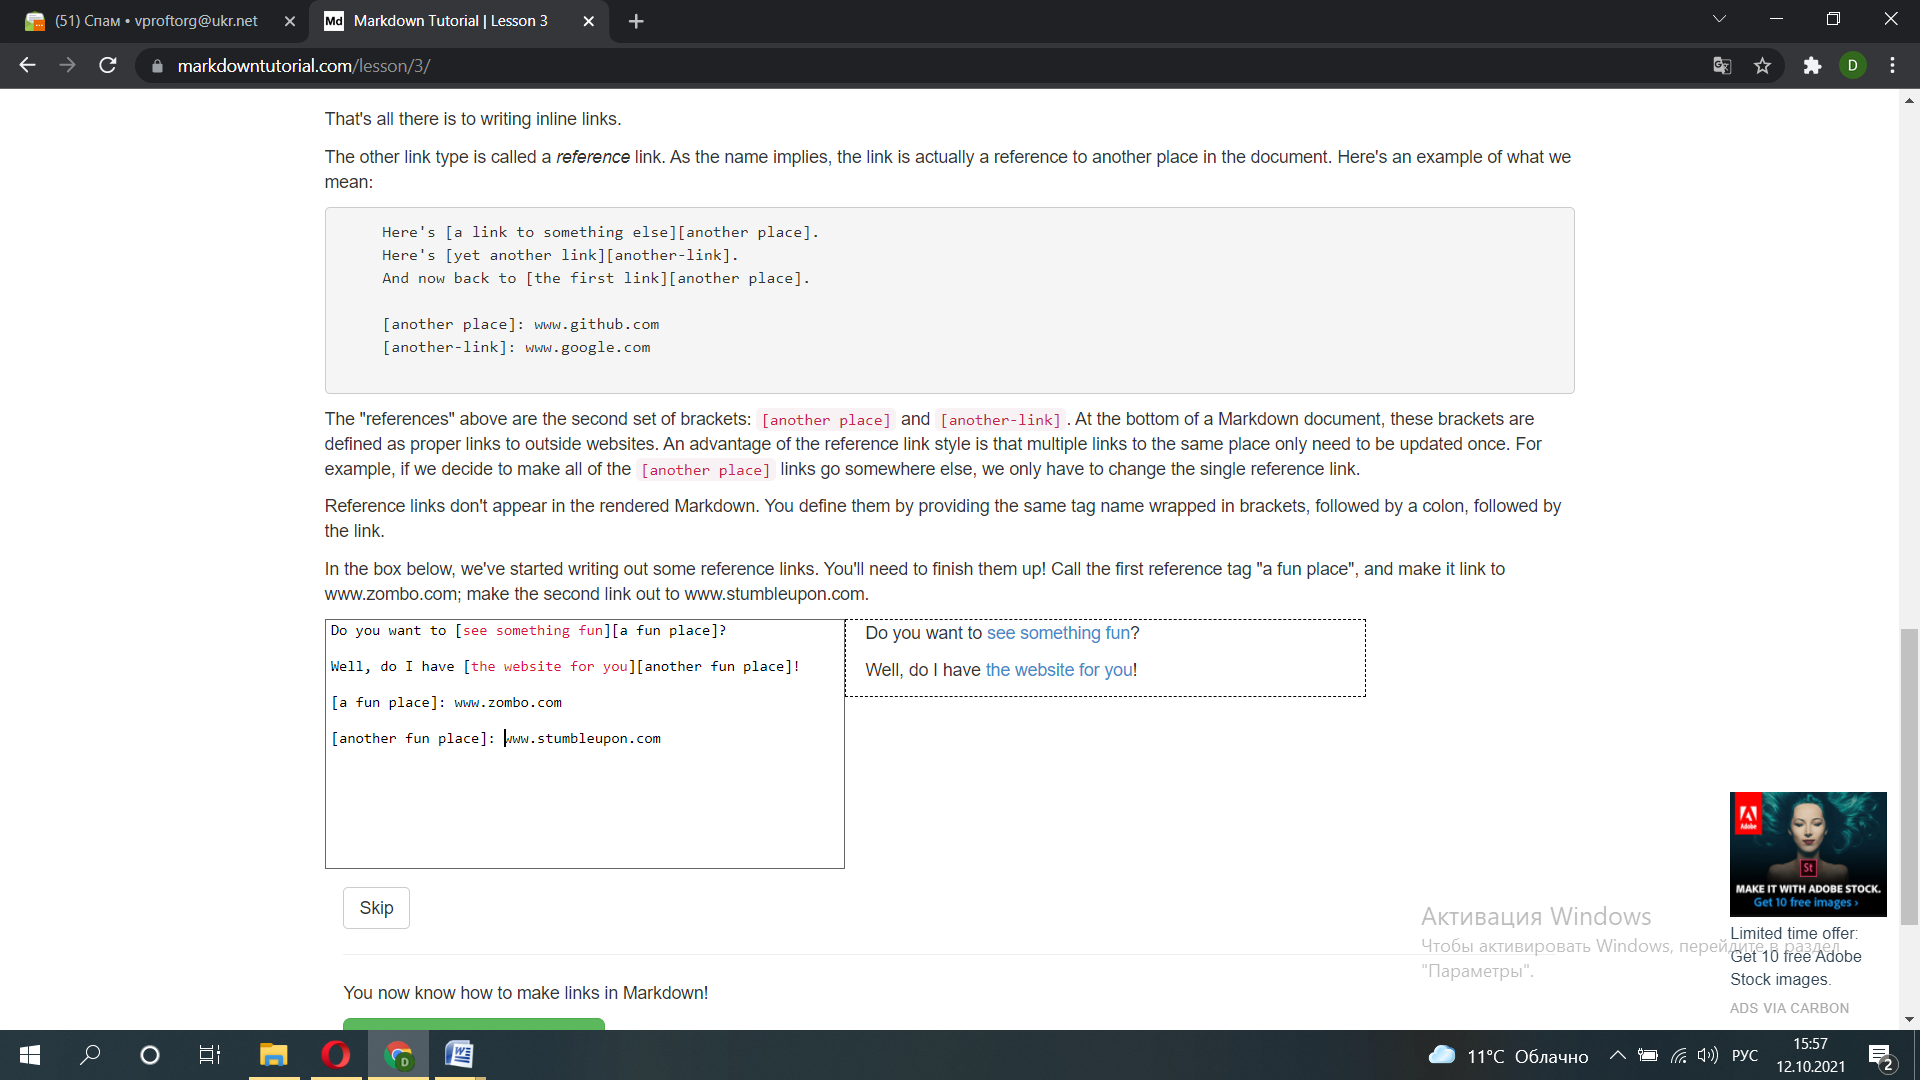 (51) Спам • vproftorg@ukr.net
Md Markdown Tutorial | Lesson 3
markdowntutorial.com/lesson/3/
D
That's all there is to writing inline links.
The other link type is called a reference link. As the name implies, the link is actually a reference to another place in the document. Here's an example of what we
mean:
Here's [a link to something else][another place].
Here's [yet another link][another-link].
And now back to [the first link][another place].
[another place]: www.github.com
[another-link]: www.google.com
The "references" above are the second set of brackets: [another place] and [another-link]. At the bottom of a Markdown document, these brackets are
defined as proper links to outside websites. An advantage of the reference link style is that multiple links to the same place only need to be updated once. For
example, if we decide to make all of the [another place] links go somewhere else, we only have to change the single reference link.
Reference links don't appear in the rendered Markdown. You define them by providing the same tag name wrapped in brackets, followed by a colon, followed by
the link.
In the box below, we've started writing out some reference links. You'll need to finish them up! Call the first reference tag "a fun place", and make it link to
www.zombo.com; make the second link out to www.stumbleupon.com.
Do you want to [see something fun][a fun place]?
Well, do I have [the website for you][another fun place]!
[a fun place]: www.zombo.com
[another fun place]: www.stumbleupon.com
Do you want to see something fun?
Well, do I have the website for you!
Skip
You now know how to make links in Markdown!
Adobe
St
MAKE IT WITH ADOBE STOCK.
Get 10 free images ›
Limited time offer:
Get 10 free Adobe
Stock images.
ADS VIA CARBON
Активация Windows
Чтобы активировать Windows, перейдите в раздел
"Параметры".
D
11°C Облачно
РУС
15:57
12.10.2021
2